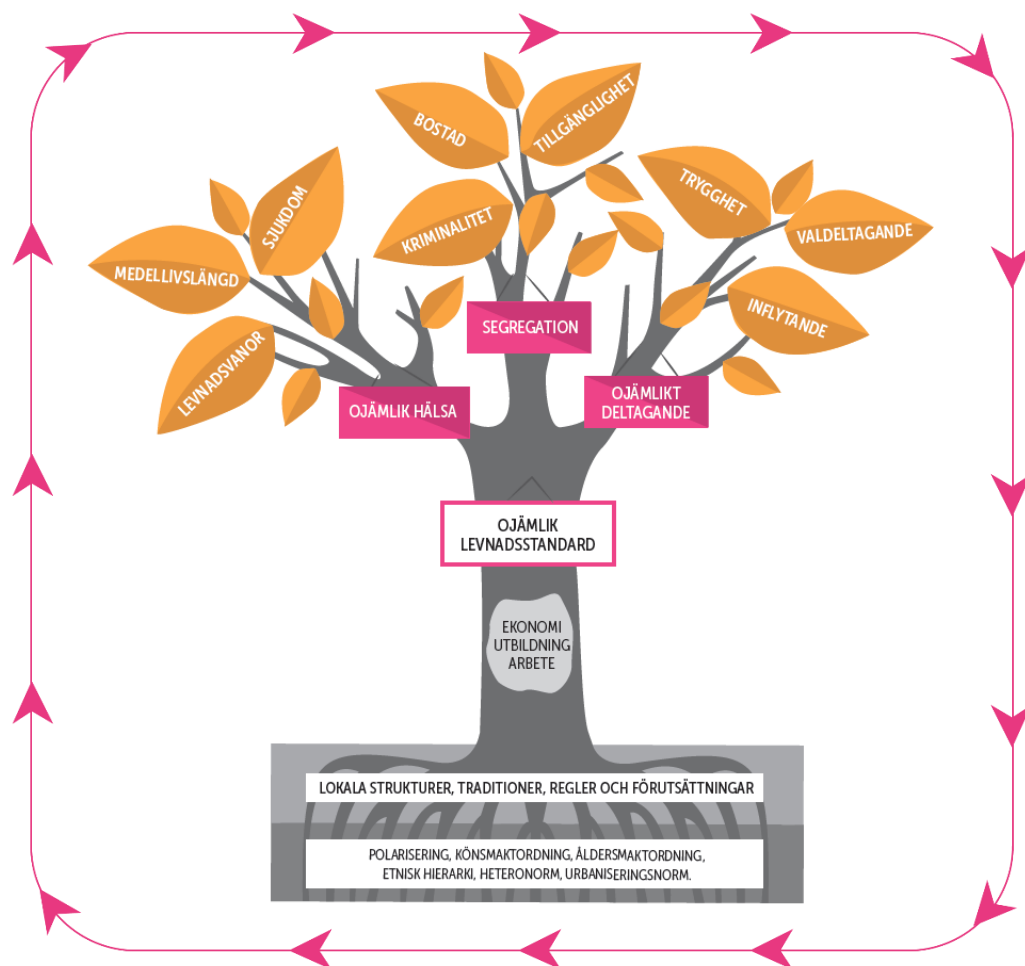 BOSTAD
TILLGÄNGLIGHET
SJUKDOM
KRIMINALITET
TRYGGHET
VALDELTAGANDE
MEDELLIVSLÄNGD
INFLYTANDE
LEVNADSVANOR
SEGREGATION
OJÄMLIK HÄLSA
OJÄMLIKT
DELTAGANDE
OJÄMLIK
LEVNADSSTANDARD
EKONOMI
UTBILDNING
ARBETE
LOKALA STRUKTURER, TRADITIONER, REGLER OCH FÖRUTSÄTTNINGAR
POLARISERING, KÖNSMAKTORDNING, ÅLDERSMAKTORDNING,
ETNISK HIERARKI, HETERONORM, URBANISERINGSNORM.